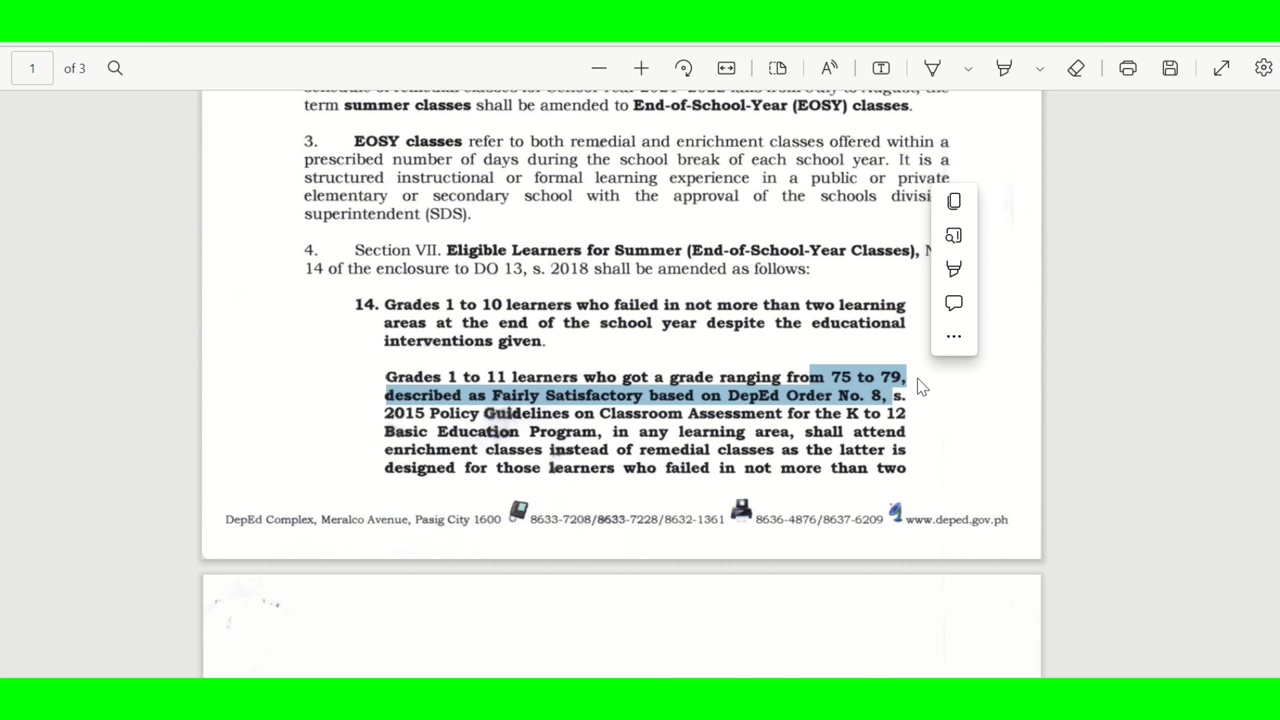 1 of 3
term summer classes shall be amended to End-of-School-Year (EOSY) classes.
3. EOSY classes refer to both remedial and enrichment classes offered within a
prescribed number of days during the school break of each school year. It is a
structured instructional or formal learning experience in a public or private
elementary or secondary school with the approval of the schools
superintendent (SDS).
4. Section VII. Eligible Learners for Summer (End-of-School-Year Classes),
14 of the enclosure to DO 13, s. 2018 shall be amended as follows:
14. Grades 1 to 10 learners who failed in not more than two learning
areas at the end of the school year despite the educational
interventions given.
Grades 1 to 11 learners who got a grade ranging from 75 to 79,
described as Fairly Satisfactory based on DepEd Order No. 8, s.
2015 Policy Guidelines on Classroom Assessment for the K to 12
Basic Education Program, in any learning area, shall attend
enrichment classes instead of remedial classes as the latter is
designed for those learners who failed in not more than two
DepEd Complex, Meralco Avenue, Pasig City 1600 8633-7208/8633-7228/8632-1361 8636-4876/8637-6209 www.deped.gov.ph